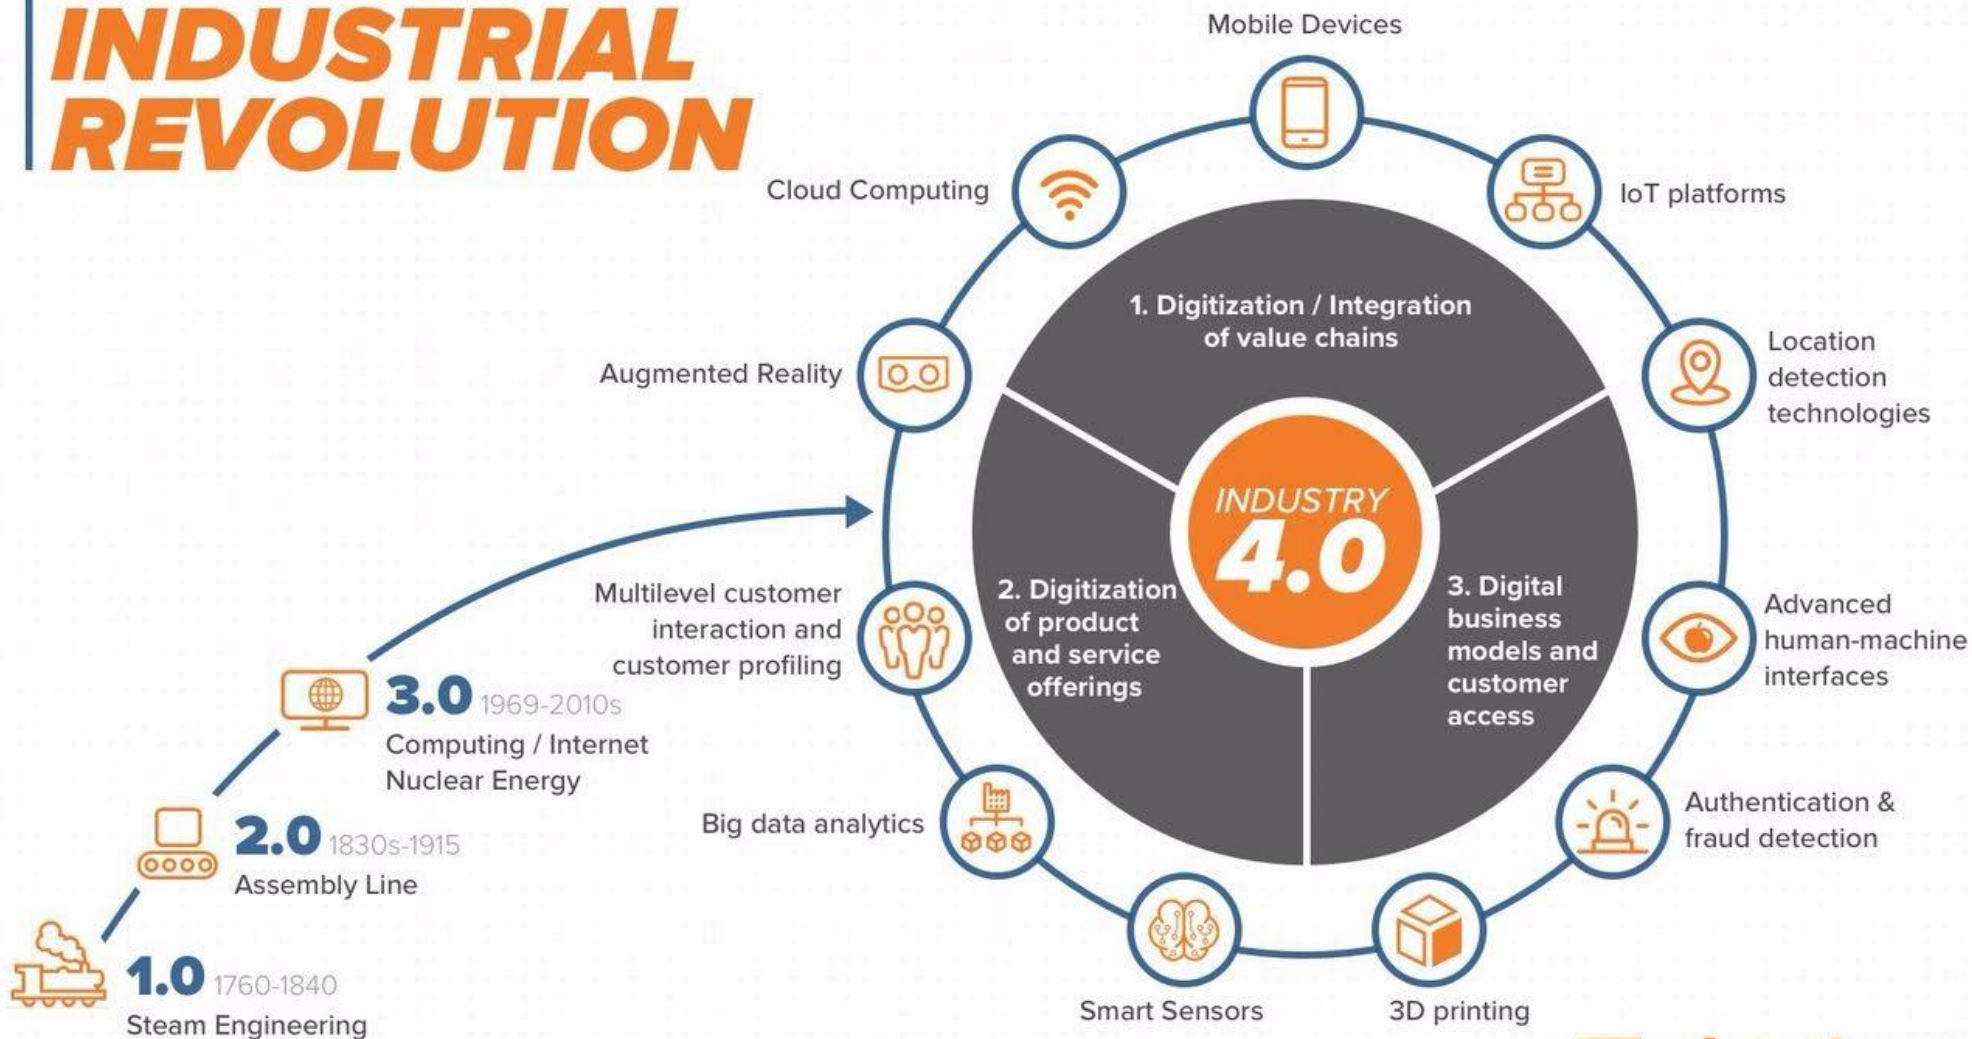 INDUSTRIAL
REVOLUTION
Mobile Devices
Cloud Computing
IoT platforms
Augmented Reality
Location
detection
technologies
1. Digitization / Integration
of value chains
INDUSTRY
4.0
2. Digitization
of product
and service
offerings
3. Digital
business
models and
customer
access
Multilevel customer
interaction and
customer profiling
Advanced
human-machine
interfaces
3.0 1969-2010s
Computing / Internet
Nuclear Energy
Big data analytics
Authentication &
fraud detection
2.0 1830s-1915
Assembly Line
1.0 1760-1840
Steam Engineering
Smart Sensors
3D printing